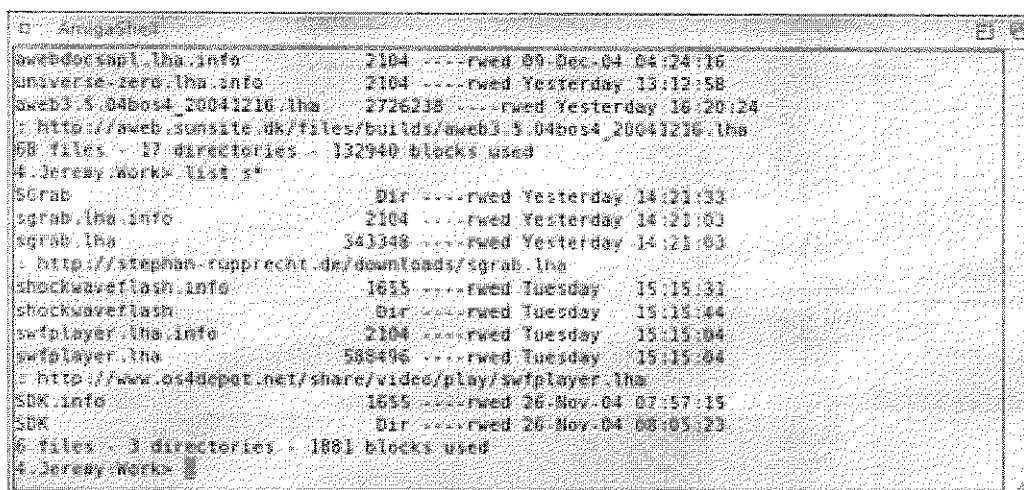 AmigaShell
awebdocsapl.lha.info 2104 ----rwed 09-Dec-04 04:24:16
universe-zero.lha.info 2104 ----rwed Yesterday 13:12:58
aweb3.5.04bos4_20041216.lha 2726238 ----rwed Yesterday 16:20:24
: http://aweb.sunsite.dk/files/builds/aweb3.5.04bos4_20041216.lha
68 files - 17 directories - 132940 blocks used
4.Jeremy Work> list s*
SGrab Dir ----rwed Yesterday 14:21:33
sgrab.lha.info 2104 ----rwed Yesterday 14:21:03
sgrab.lha 343348 ----rwed Yesterday 14:21:03
: http://stephan-rupprecht.de/downloads/sgrab.lha
shockwaveflash.info 1655 ----rwed Tuesday 15:15:31
shockwaveflash Dir ----rwed Tuesday 15:15:44
swfplayer.lha.info 2104 ----rwed Tuesday 15:15:04
swfplayer.lha 588496 ----rwed Tuesday 15:15:04
: http://www.os4depot.net/share/video/play/swfplayer.lha
SDK.info 1655 ----rwed 26-Nov-04 07:57:15
SDK Dir ----rwed 26-Nov-04 08:05:23
6 files - 3 directories - 1881 blocks used
4.Jeremy Work>